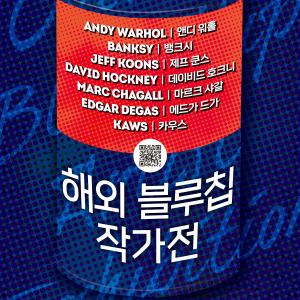 ANDY WARHOL | 앤디 워홀
BANKSY | 뱅크시
JEFF KOONS | 제프 쿤스
DAVID HOCKNEY | 데이비드 호크니
MARC CHAGALL | 마르크 샤갈
EDGAR DEGAS | 에드가 드가
KAWS | 카우스
해외 블루칩
작가전